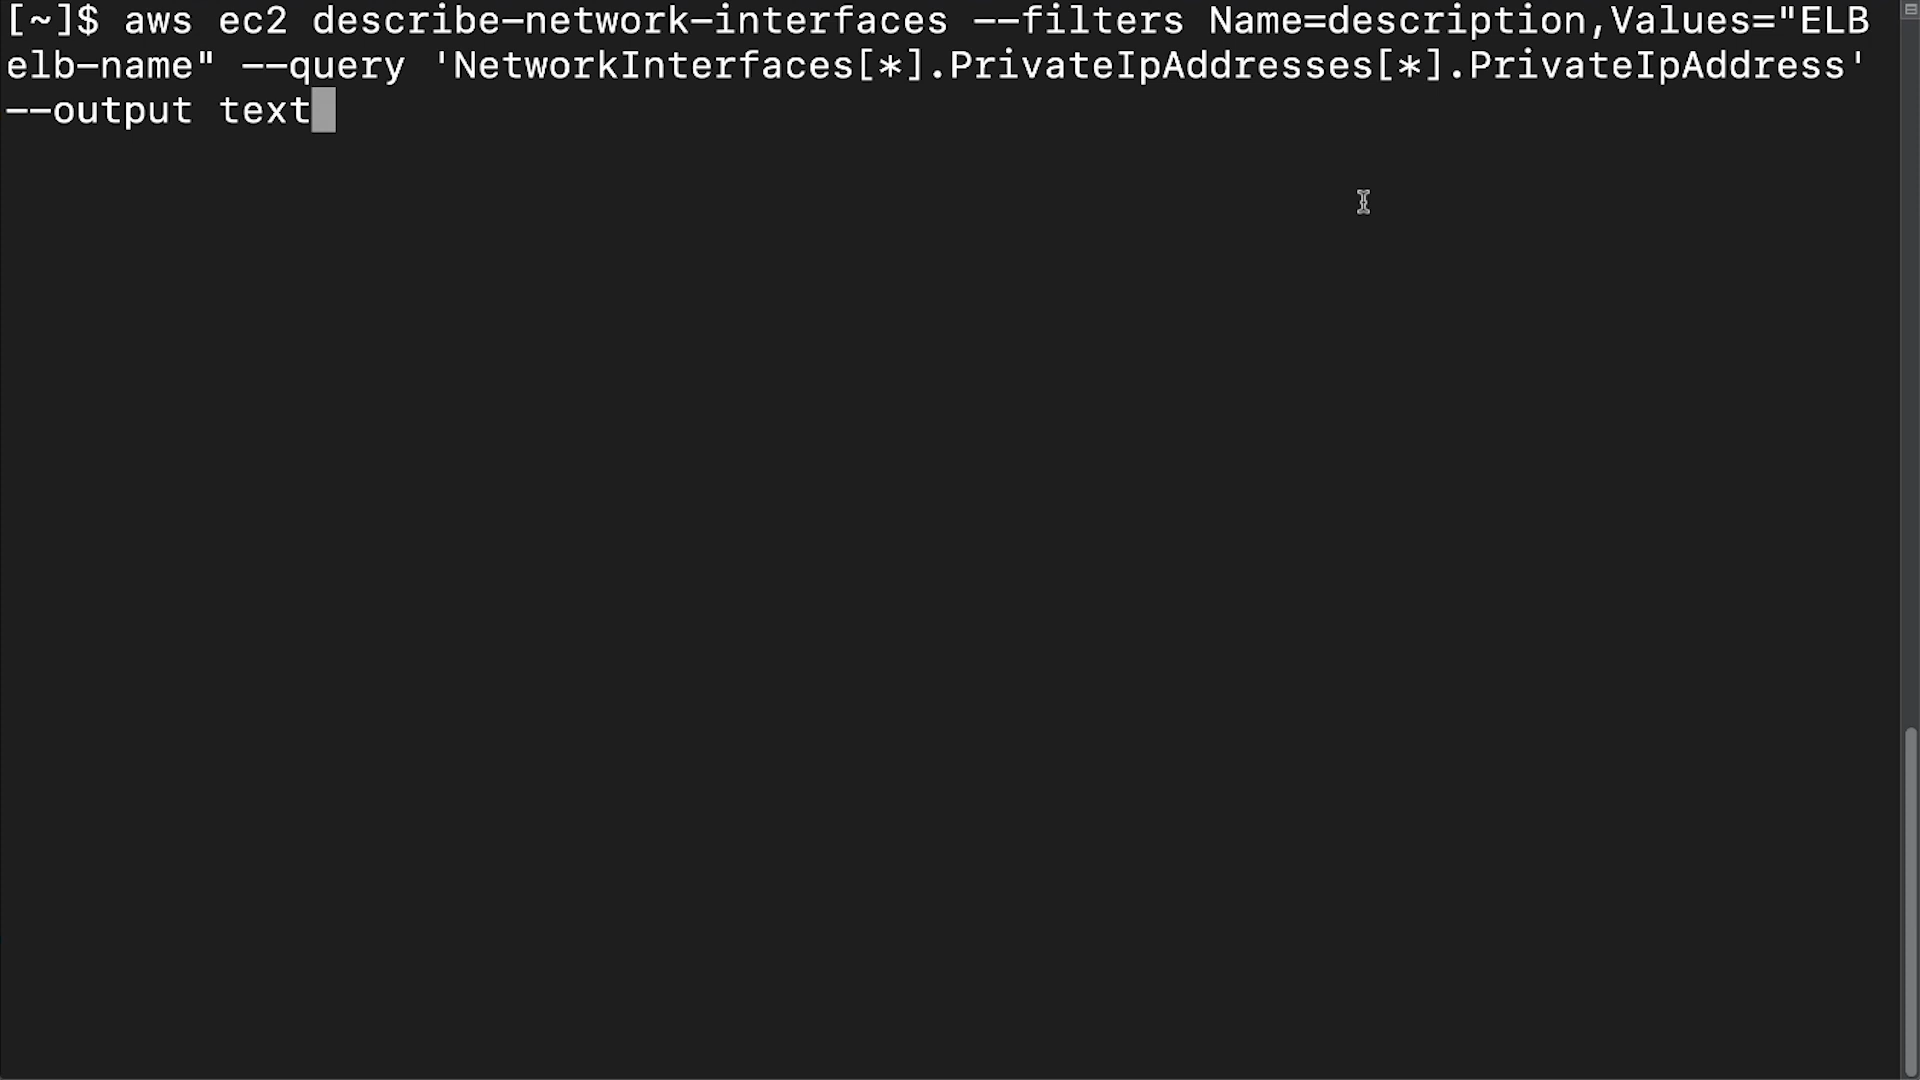 [~]$ aws ec2 describe-network-interfaces --filters Name=description,Values="ELB
elb-name" --query 'NetworkInterfaces[*].PrivateIpAddresses[*].PrivateIpAddress'
--output text